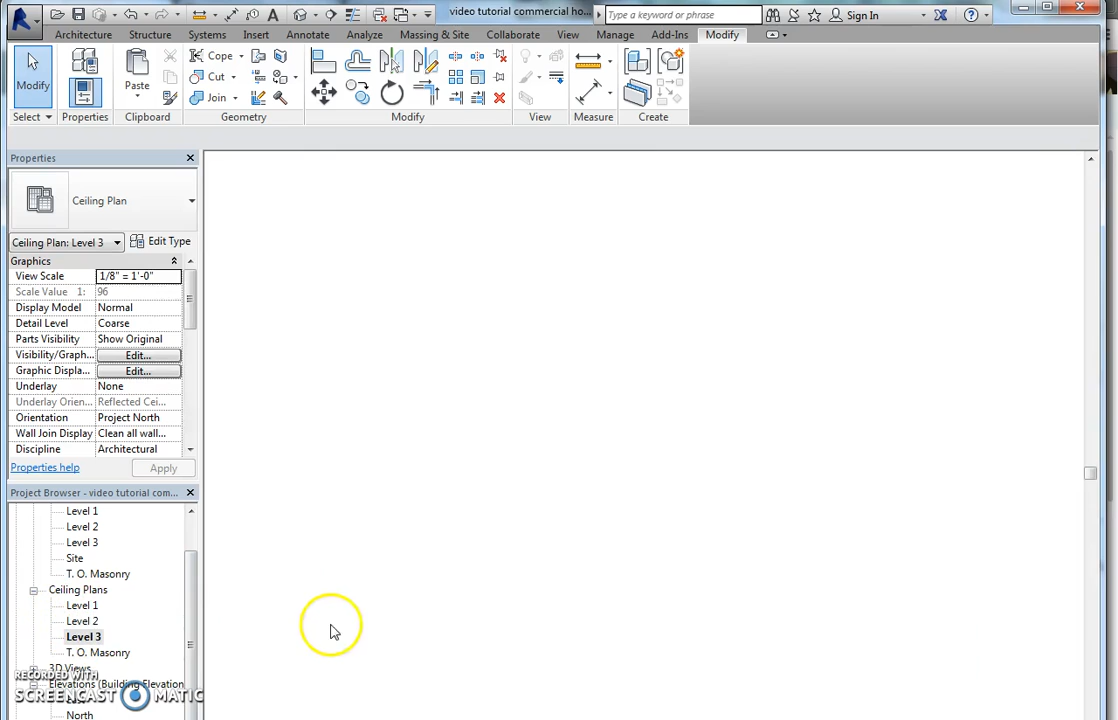 video tutorial commercial ho...
Type a keyword or phrase
Sign In
Architecture Structure Systems Insert Annotate Analyze Massing & Site Collaborate View Manage Add-Ins Modify
Modify
Properties
Paste
Cope
Cut
Join
Select Properties Clipboard Geometry Modify View Measure Create
Properties
Ceiling Plan
Ceiling Plan: Level 3 Edit Type
Graphics
View Scale 1/8" = 1'-0"
Scale Value 1: 96
Display Model Normal
Detail Level Coarse
Parts Visibility Show Original
Visibility/Graph... Edit...
Graphic Displa... Edit...
Underlay None
Underlay Orien... Reflected Cei...
Orientation Project North
Wall Join Display Clean all wall...
Discipline Architectural
Properties help Apply
Project Browser - video tutorial com...
Level 1
Level 2
Level 3
Site
T. O. Masonry
Ceiling Plans
Level 1
Level 2
Level 3
T. O. Masonry
3D Views
RECORDED WITH
Elevations (Building Elevation
SCREENCAST MATIC
North